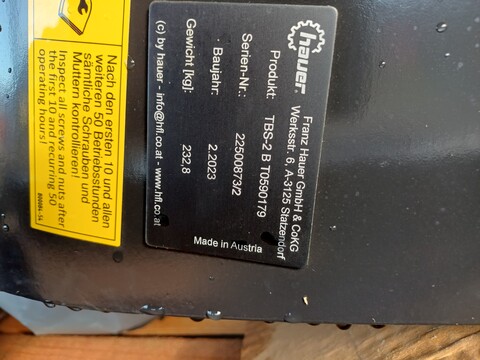 hauer
Franz Hauer GmbH & CoKG
Werksstr. 6, A-3125 Statzendorf
Produkt: TBS-2 B T0590179
Serien-Nr.: 22500873/2
Baujahr: 2.2023
Gewicht [kg]: 232,8
(c) by hauer - info@hfl.co.at - www.hfl.co.at
Made in Austria
Nach den ersten 10 und allen
weiteren 50 Betriebsstunden
sämtliche Schrauben und
Muttern kontrollieren!
Inspect all screws and nuts after
the first 10 and recurring 50
operating hours!